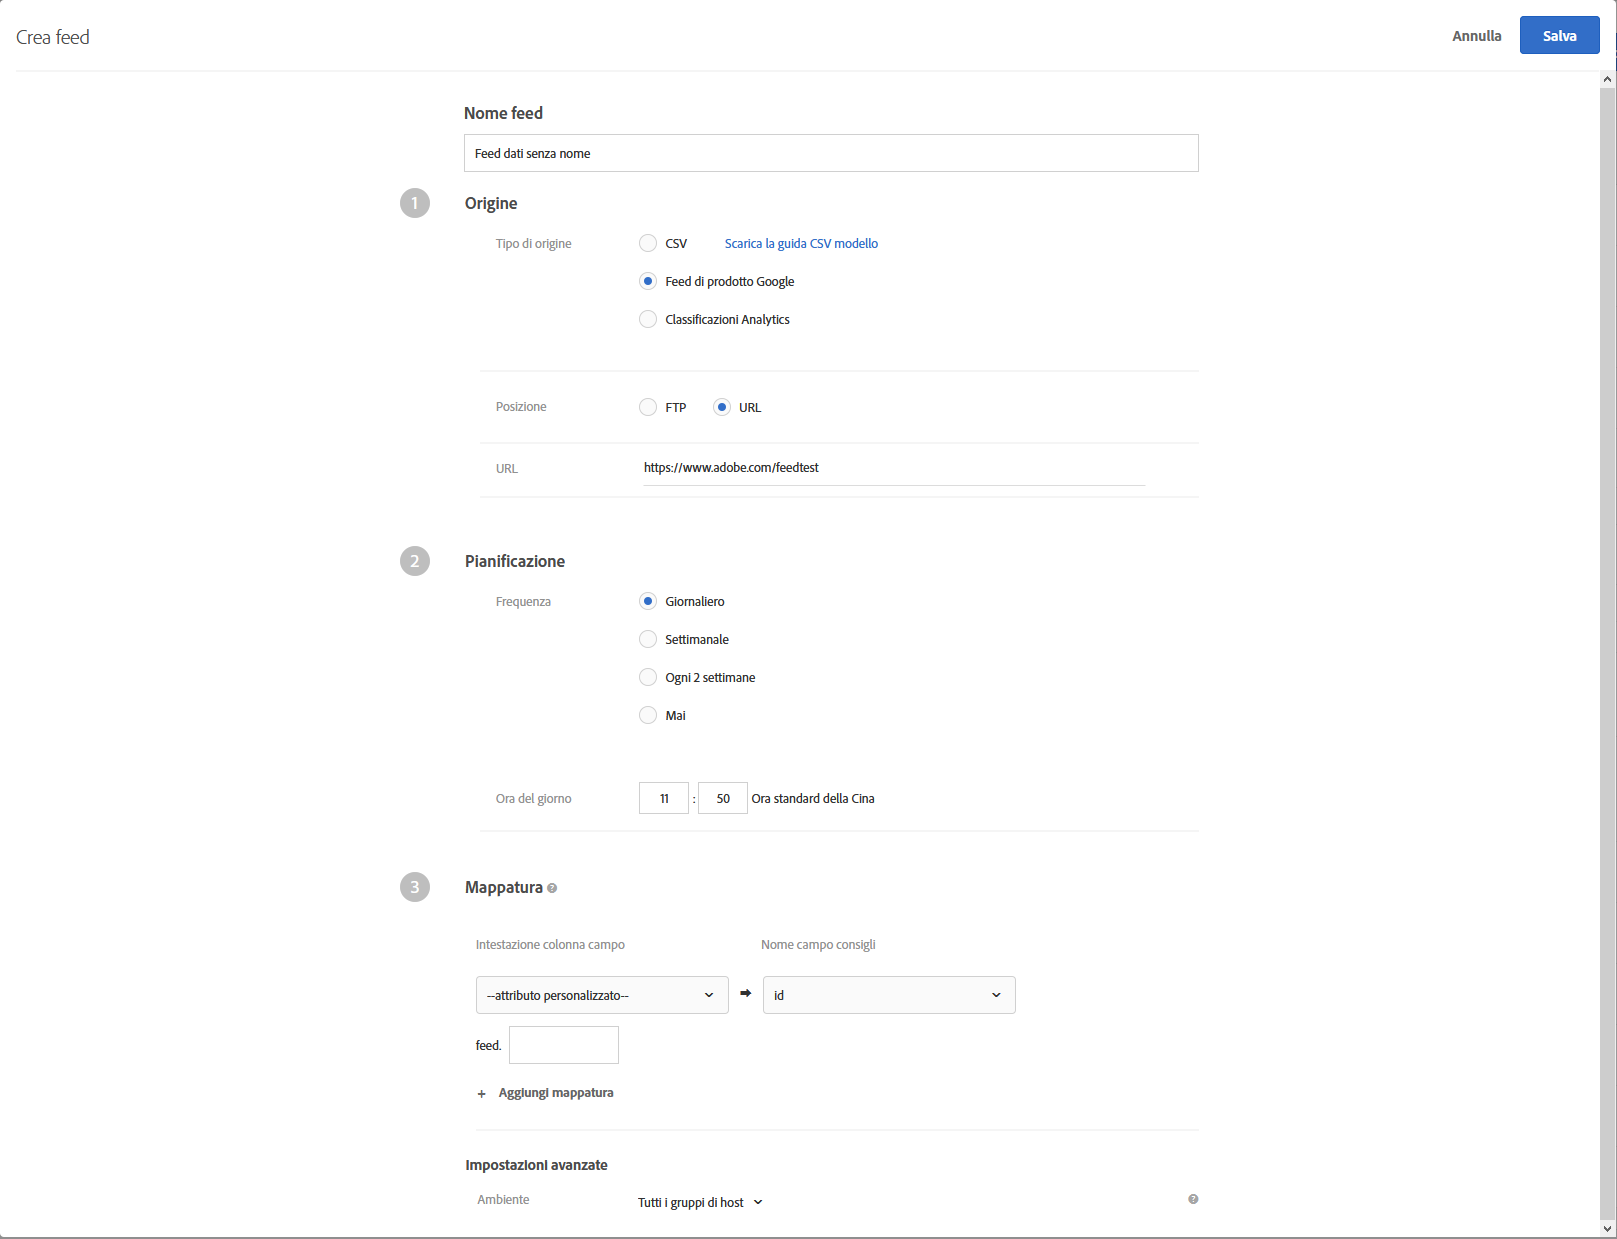 Crea feed
Annulla
Salva
Nome feed
Feed dati senza nome
1
Origine
Tipo di origine
CSV
Scarica la guida CSV modello
Feed di prodotto Google
Classificazioni Analytics
Posizione
FTP
URL
URL
https://www.adobe.com/feedtest
2
Pianificazione
Frequenza
Giornaliero
Settimanale
Ogni 2 settimane
Mai
Ora del giorno
11 : 50 Ora standard della Cina
3
Mappatura ?
Intestazione colonna campo
Nome campo consigli
--attributo personalizzato--
id
feed.
+ Aggiungi mappatura
Impostazioni avanzate
Ambiente
Tutti i gruppi di host
?